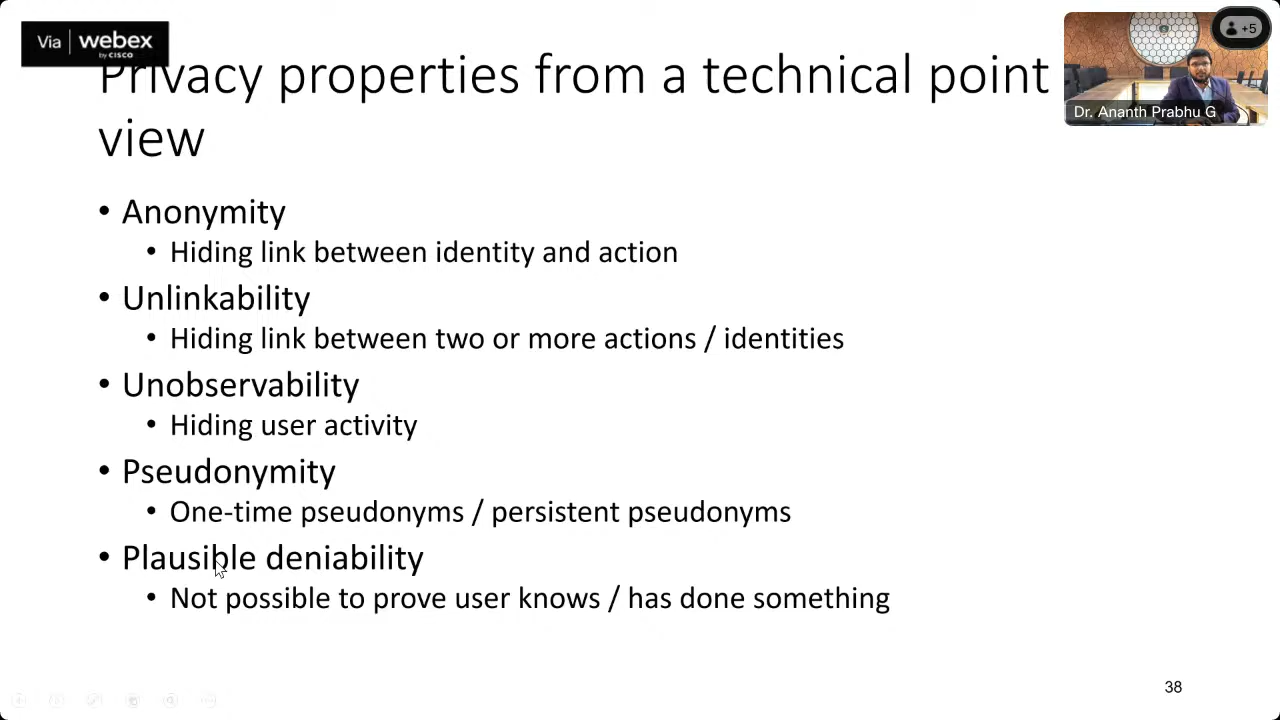 Via webex
by CISCO
+5
Dr. Ananth Prabhu G
Privacy properties from a technical point
view
• Anonymity
• Hiding link between identity and action
• Unlinkability
• Hiding link between two or more actions / identities
• Unobservability
• Hiding user activity
• Pseudonymity
• One-time pseudonyms / persistent pseudonyms
• Plausible deniability
• Not possible to prove user knows / has done something
38